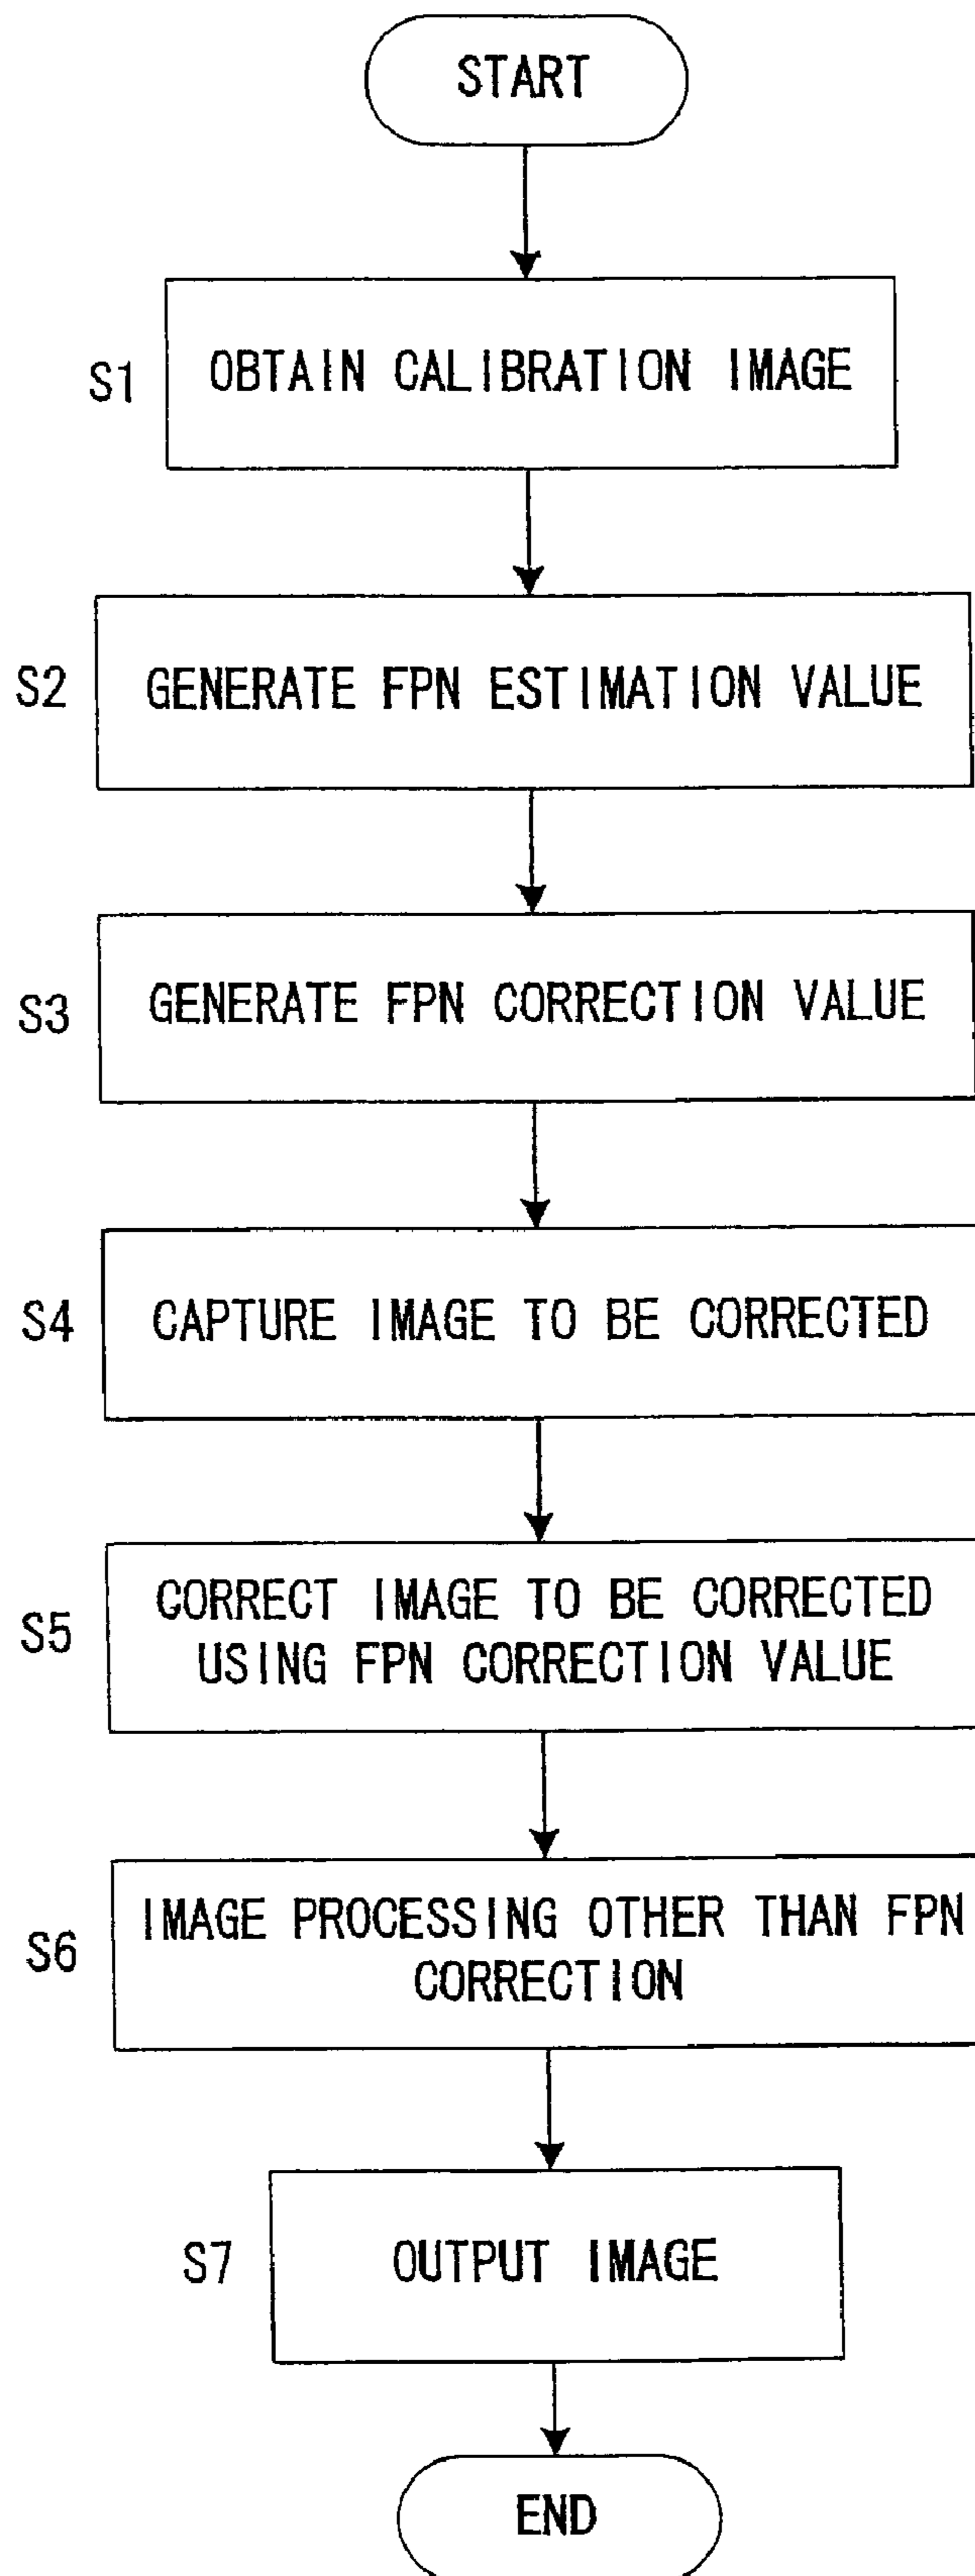 START
S1 OBTAIN CALIBRATION IMAGE
S2 GENERATE FPN ESTIMATION VALUE
S3 GENERATE FPN CORRECTION VALUE
S4 CAPTURE IMAGE TO BE CORRECTED
S5 CORRECT IMAGE TO BE CORRECTED
USING FPN CORRECTION VALUE
S6 IMAGE PROCESSING OTHER THAN FPN
CORRECTION
S7 OUTPUT IMAGE
END